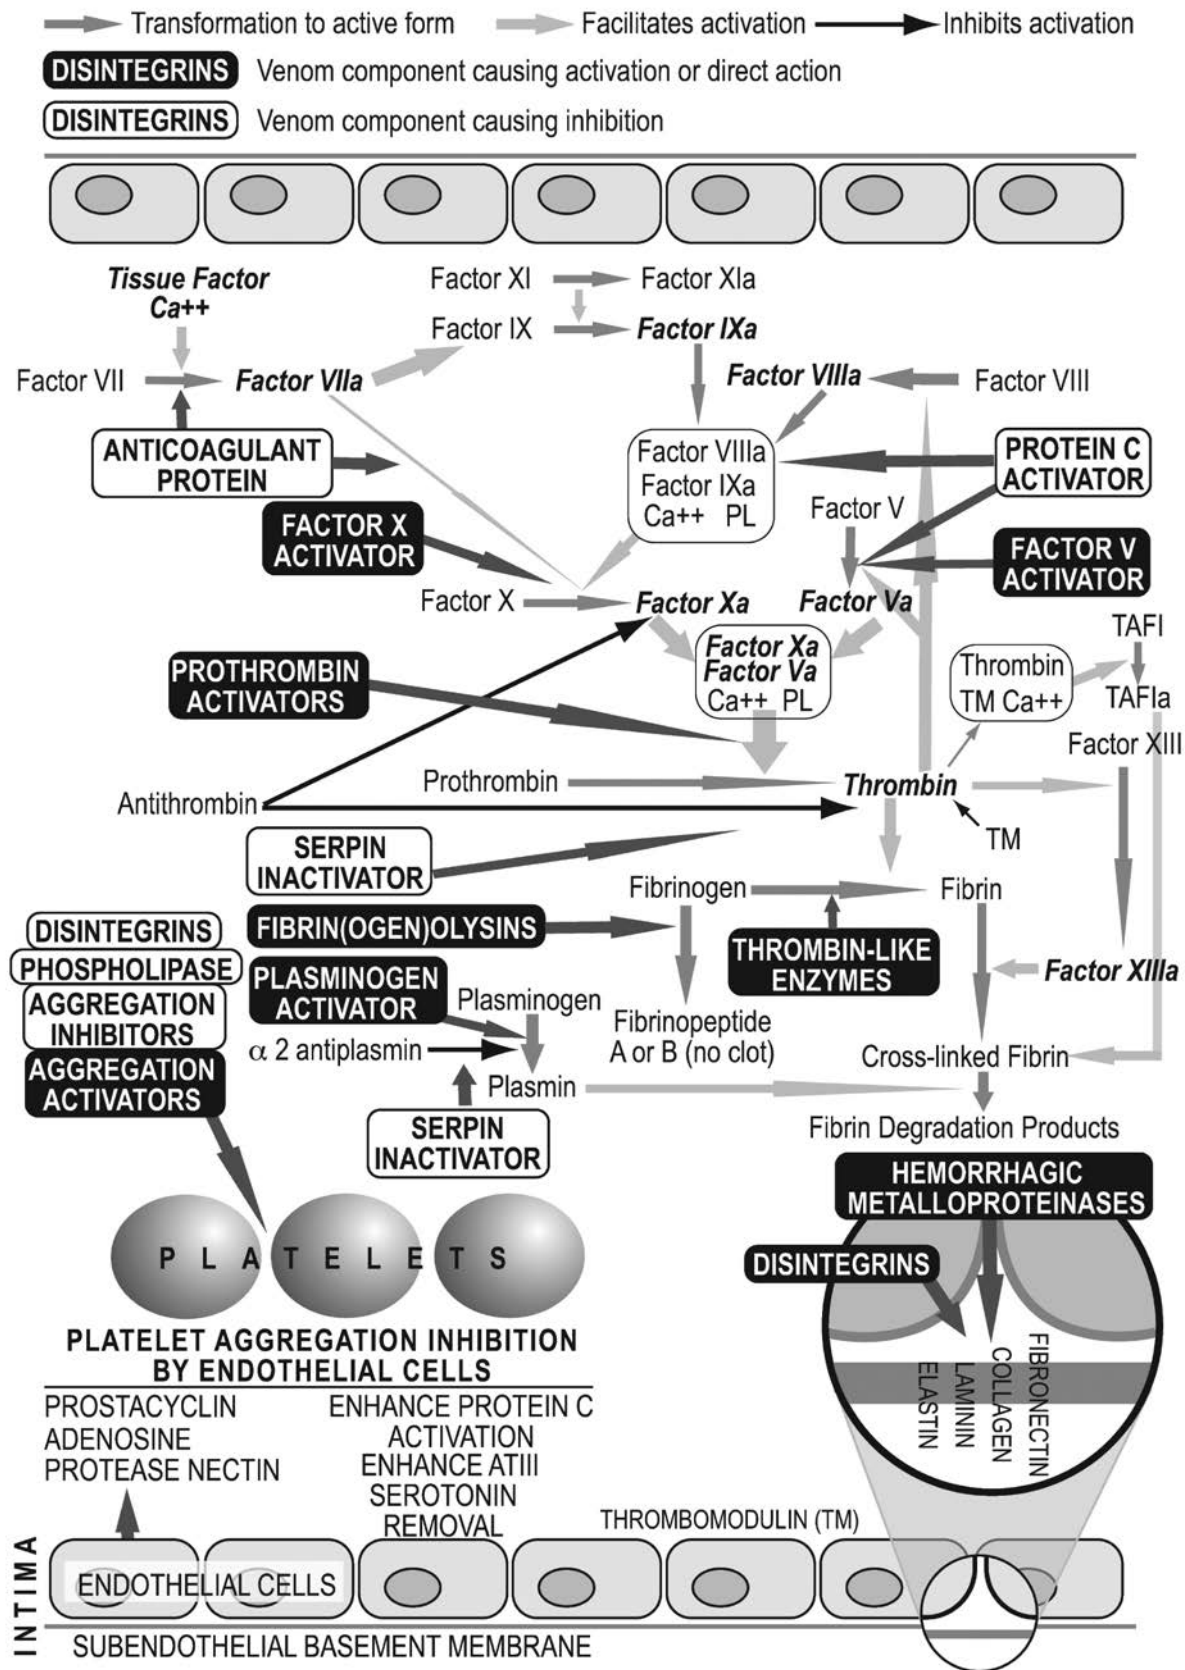 Transformation to active form
Facilitates activation
Inhibits activation
DISINTEGRINS
Venom component causing activation or direct action
DISINTEGRINS
Venom component causing inhibition
Tissue Factor
Ca++
Factor XI
Factor XIa
Factor IX
Factor IXa
Factor VII
Factor VIIa
Factor VIIIa
Factor VIII
ANTICOAGULANT
PROTEIN
Factor VIIIa
Factor IXa
Ca++ PL
PROTEIN C
ACTIVATOR
FACTOR X
ACTIVATOR
Factor V
FACTOR V
ACTIVATOR
Factor X
Factor Xa
Factor Va
TAFI
Factor Xa
Factor Va
Ca++ PL
Thrombin
TM Ca++
TAFIa
PROTHROMBIN
ACTIVATORS
Factor XIII
Prothrombin
Thrombin
Antithrombin
TM
SERPIN
INACTIVATOR
Fibrinogen
Fibrin
DISINTEGRINS
PHOSPHOLIPASE
AGGREGATION
INHIBITORS
AGGREGATION
ACTIVATORS
FIBRIN(OGEN)OLYSINS
THROMBIN-LIKE
ENZYMES
Factor XIIIa
PLASMINOGEN
ACTIVATOR
Plasminogen
Fibrinopeptide
A or B (no clot)
α 2 antiplasmin
Plasmin
Cross-linked Fibrin
SERPIN
INACTIVATOR
Fibrin Degradation Products
HEMORRHAGIC
METALLOPROTEINASES
DISINTEGRINS
PLATELETS
ELASTIN
LAMININ
COLLAGEN
FIBRONECTIN
PLATELET AGGREGATION INHIBITION
BY ENDOTHELIAL CELLS
PROSTACYCLIN
ADENOSINE
PROTEASE NECTIN
ENHANCE PROTEIN C
ACTIVATION
ENHANCE ATIII
SEROTONIN
REMOVAL
THROMBOMODULIN (TM)
INTIMA
ENDOTHELIAL CELLS
SUBENDOTHELIAL BASEMENT MEMBRANE